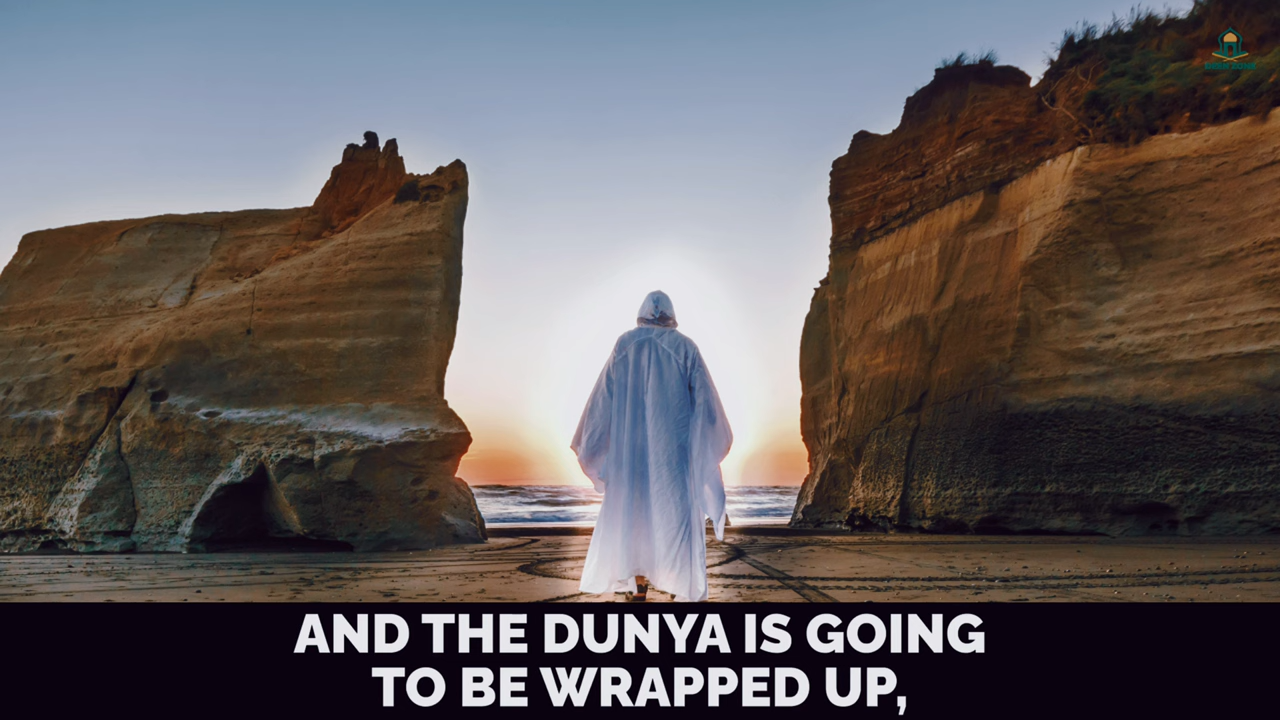 AND THE DUNYA IS GOING
TO BE WRAPPED UP,